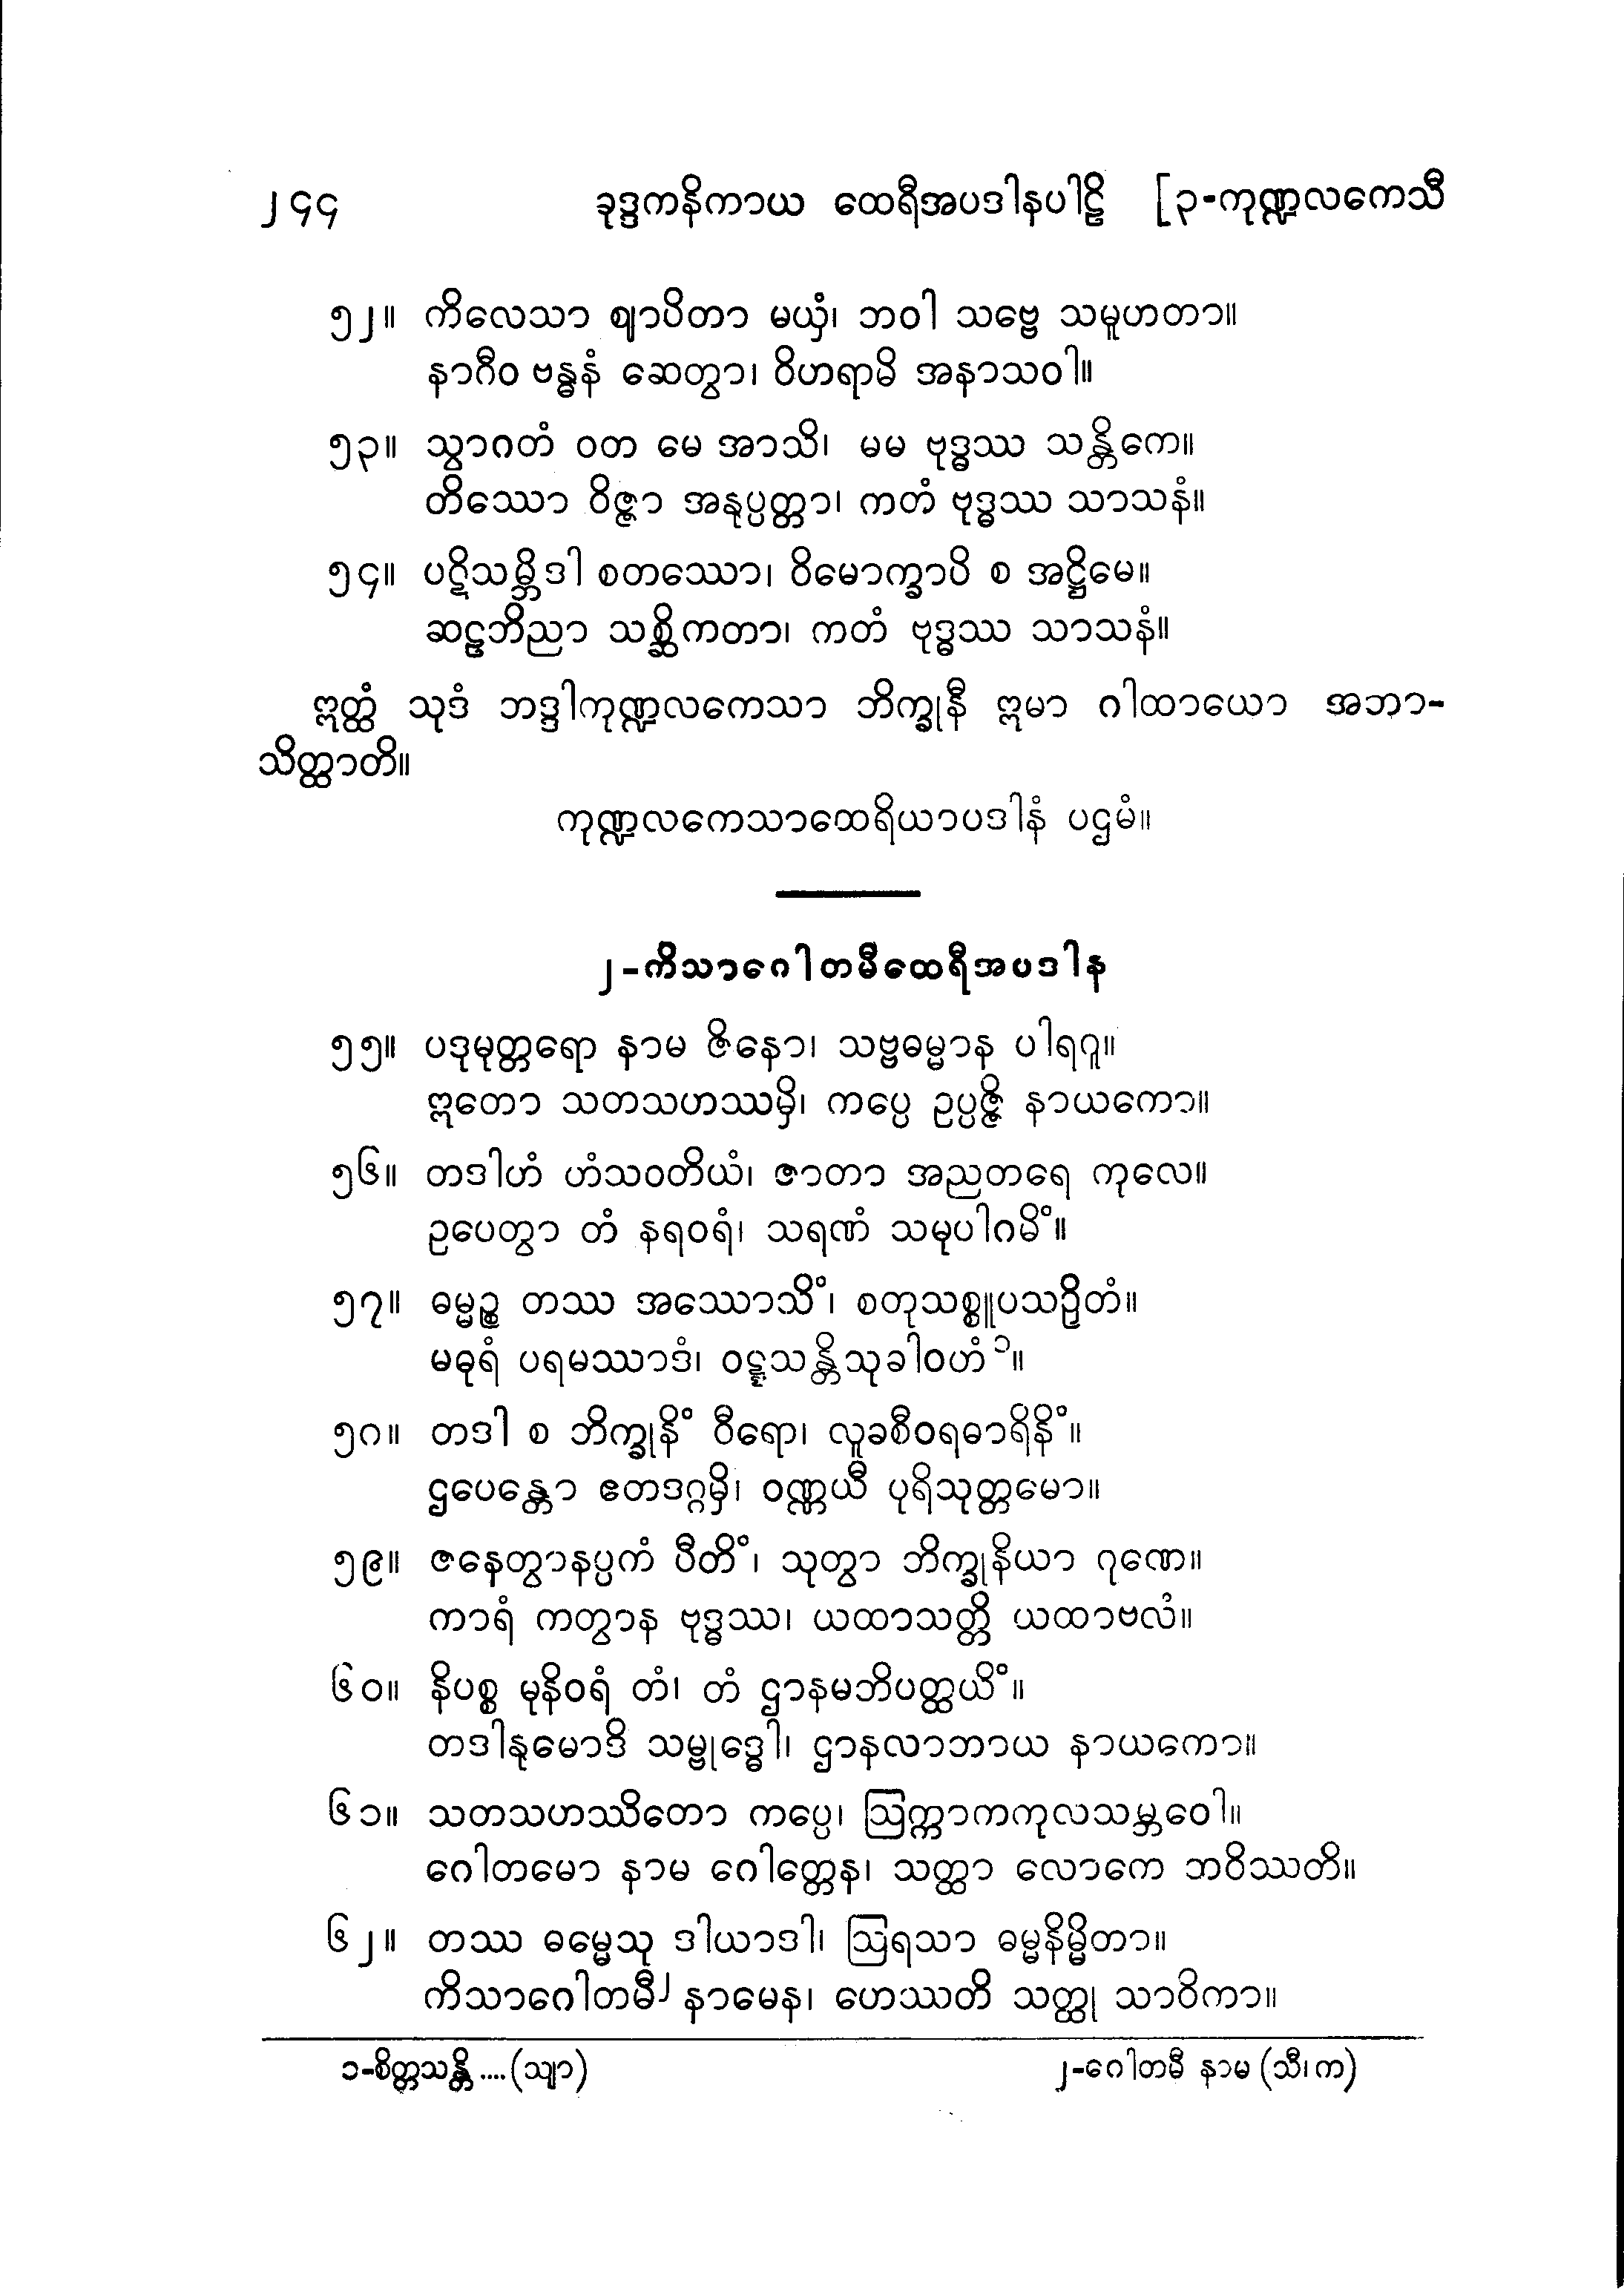 ၂၄၄ ခုဒ္ဒကနိကာယ ထေရီအပဒါနပါဠိ [၃-ကုဏ္ဍလကေသီ
၅၂။ ကိလေသာ ဈာပိတာ မယှံ၊ ဘဝါ သဗ္ဗေ သမူဟတာ။
နာဂီဝ ဗန္ဓနံ ဆေတွာ၊ ဝိဟရာမိ အနာသဝါ။
၅၃။ သွာဂတံ ဝတ မေ အာသိ၊ မမ ဗုဒ္ဓဿ သန္တိကေ။
တိဿော ဝိဇ္ဇာ အနုပ္ပတ္တာ၊ ကတံ ဗုဒ္ဓဿ သာသနံ။
၅၄။ ပဋိသမ္ဘိဒါ စတဿော၊ ဝိမောက္ခာပိ စ အဋ္ဌိမေ။
ဆဠဘိညာ သစ္ဆိကတာ၊ ကတံ ဗုဒ္ဓဿ သာသနံ။
ဣတ္ထံ သုဒံ ဘဒ္ဒါကုဏ္ဍလကေသာ ဘိက္ခုနီ ဣမာ ဂါထာယော အဘာ-
သိတ္ထာတိ။
ကုဏ္ဍလကေသာထေရိယာပဒါနံ ပဌမံ။
၂-ကိသာဂေါတမီထေရီအပဒါန
၅၅။ ပဒုမုတ္တရော နာမ ဇိနော၊ သဗ္ဗဓမ္မာန ပါရဂူ။
ဣတော သတသဟဿမှိ၊ ကပ္ပေ ဥပ္ပဇ္ဇိ နာယကော။
၅၆။ တဒါဟံ ဟံသဝတိယံ၊ ဇာတာ အညတရေ ကုလေ။
ဥပေတွာ တံ နရဝရံ၊ သရဏံ သမုပါဂမိံ။
၅၇။ ဓမ္မဉ္စ တဿ အဿောသိံ၊ စတုသစ္စူပသဉှိတံ။
မဓုရံ ပရမဿာဒံ၊ ဝဋ္ဋသန္တိသုခါဝဟံ၁။
၅၈။ တဒါ စ ဘိက္ခုနိံ ဝီရော၊ လူခစီဝရဓာရိနိံ။
ဌပေန္တော ဧတဒဂ္ဂမှိ၊ ဝဏ္ဏယီ ပုရိသုတ္တမော။
၅၉။ ဇနေတွာနပ္ပကံ ပီတိံ၊ သုတွာ ဘိက္ခုနိယာ ဂုဏေ။
ကာရံ ကတွာန ဗုဒ္ဓဿ၊ ယထာသတ္တိ ယထာဗလံ။
၆၀။ နိပစ္စ မုနိဝရံ တံ၊ တံ ဌာနမဘိပတ္ထယိံ။
တဒါနုမောဒိ သမ္ဗုဒ္ဓေါ၊ ဌာနလာဘာယ နာယကော။
၆၁။ သတသဟဿိတော ကပ္ပေ၊ ဩက္ကာကကုလသမ္ဘဝေါ။
ဂေါတမော နာမ ဂေါတ္တေန၊ သတ္ထာ လောကေ ဘဝိဿတိ။
၆၂။ တဿ ဓမ္မေသု ဒါယာဒါ၊ ဩရသာ ဓမ္မနိမ္မိတာ။
ကိသာဂေါတမီ၂ နာမေန၊ ဟေဿတိ သတ္ထု သာဝိကာ။
၁-စိတ္တသန္တိ....(သျာ) ၂-ဂေါတမီ နာမ (သီ၊ က)